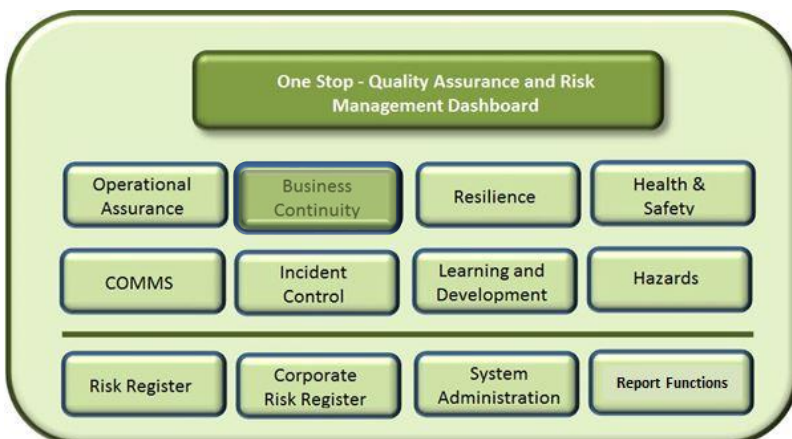 One Stop - Quality Assurance and Risk
Management Dashboard
Operational
Assurance
Business
Continuity
Resilience
Health &
Safety
COMMS
Incident
Control
Learning and
Development
Hazards
Risk Register
Corporate
Risk Register
System
Administration
Report Functions